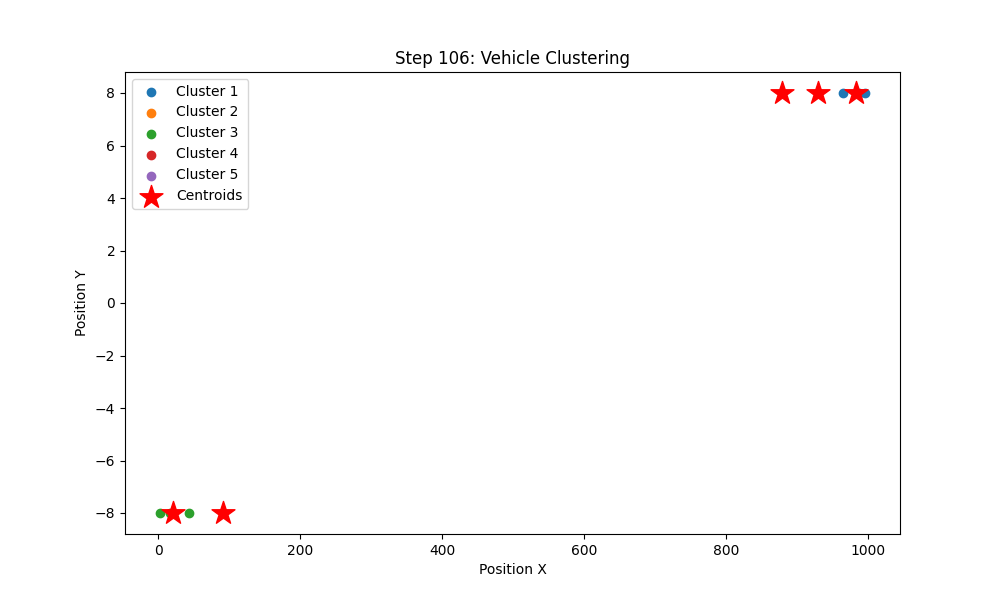 Step 106: Vehicle Clustering
Cluster 1
Cluster 2
Cluster 3
Cluster 4
Cluster 5
Centroids
8
6
4
2
0
−2
−4
−6
−8
Position Y
0 200 400 600 800 1000
Position X